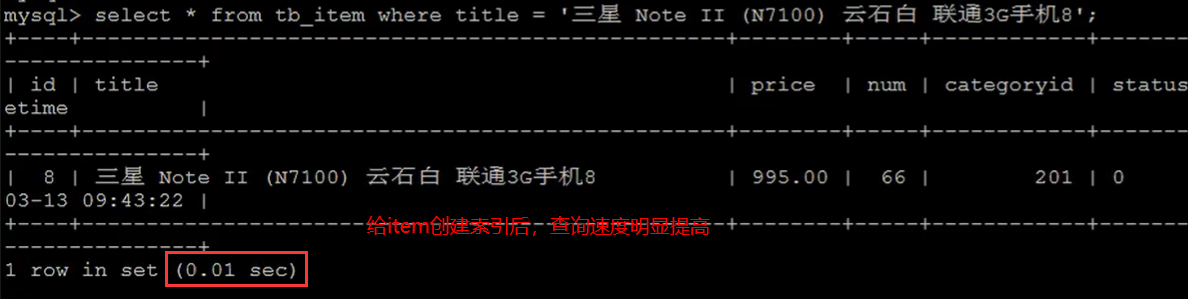 mysql> select * from tb_item where title = '三星 Note II (N7100) 云石白 联通3G手机8';
+----+---------------------------------------------------+--------+-----+------------+-------
---------------+
| id | title | price | num | categoryid | status
etime |
+----+---------------------------------------------------+--------+-----+------------+-------
---------------+
| 8 | 三星 Note II (N7100) 云石白 联通3G手机8 | 995.00 | 66 | 201 | 0
03-13 09:43:22 |
+----+---------------------------------------------------+--------+-----+------------+-------
给item创建索引后，查询速度明显提高
---------------+
1 row in set (0.01 sec)